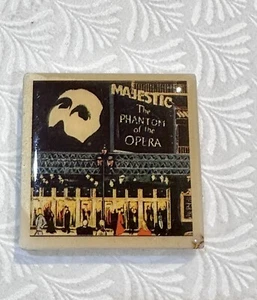 MAJESTIC
The
PHANTOM
of the
OPERA